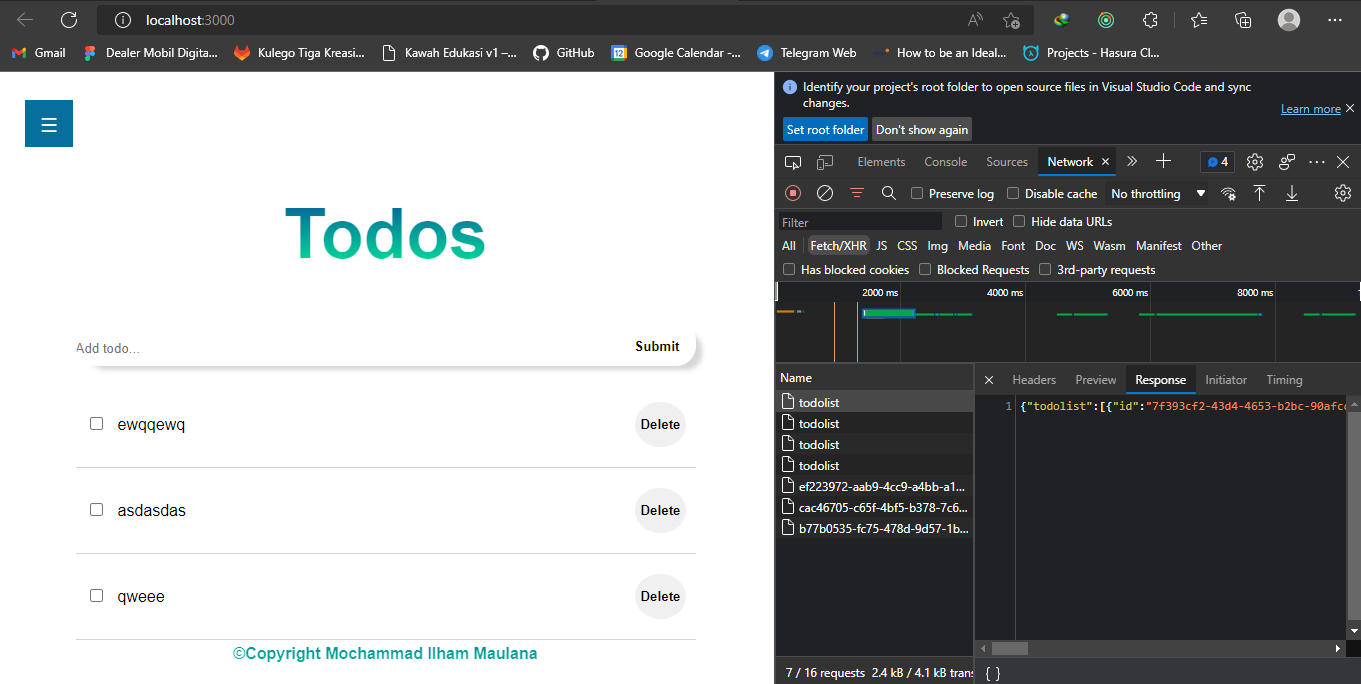 localhost:3000
Gmail
Dealer Mobil Digita...
Kulego Tiga Kreasi...
Kawah Edukasi v1 –...
GitHub
12
Google Calendar -...
Telegram Web
How to be an Ideal...
Projects - Hasura Cl...
Todos
Add todo...
Submit
ewqqewq
Delete
asdasdas
Delete
qweee
Delete
©Copyright Mochammad Ilham Maulana
Identify your project's root folder to open source files in Visual Studio Code and sync
changes.
Learn more
Set root folder
Don't show again
Elements
Console
Sources
Network
4
Preserve log
Disable cache
No throttling
Filter
Invert
Hide data URLs
All
Fetch/XHR
JS
CSS
Img
Media
Font
Doc
WS
Wasm
Manifest
Other
Has blocked cookies
Blocked Requests
3rd-party requests
2000 ms
4000 ms
6000 ms
8000 ms
Name
Headers
Preview
Response
Initiator
Timing
todolist
todolist
todolist
todolist
ef223972-aab9-4cc9-a4bb-a1...
cac46705-c65f-4bf5-b378-7c6...
b77b0535-fc75-478d-9d57-1b...
1
{"todolist":[{"id":"7f393cf2-43d4-4653-b2bc-90afc
7 / 16 requests
2.4 kB / 4.1 kB trans
{ }